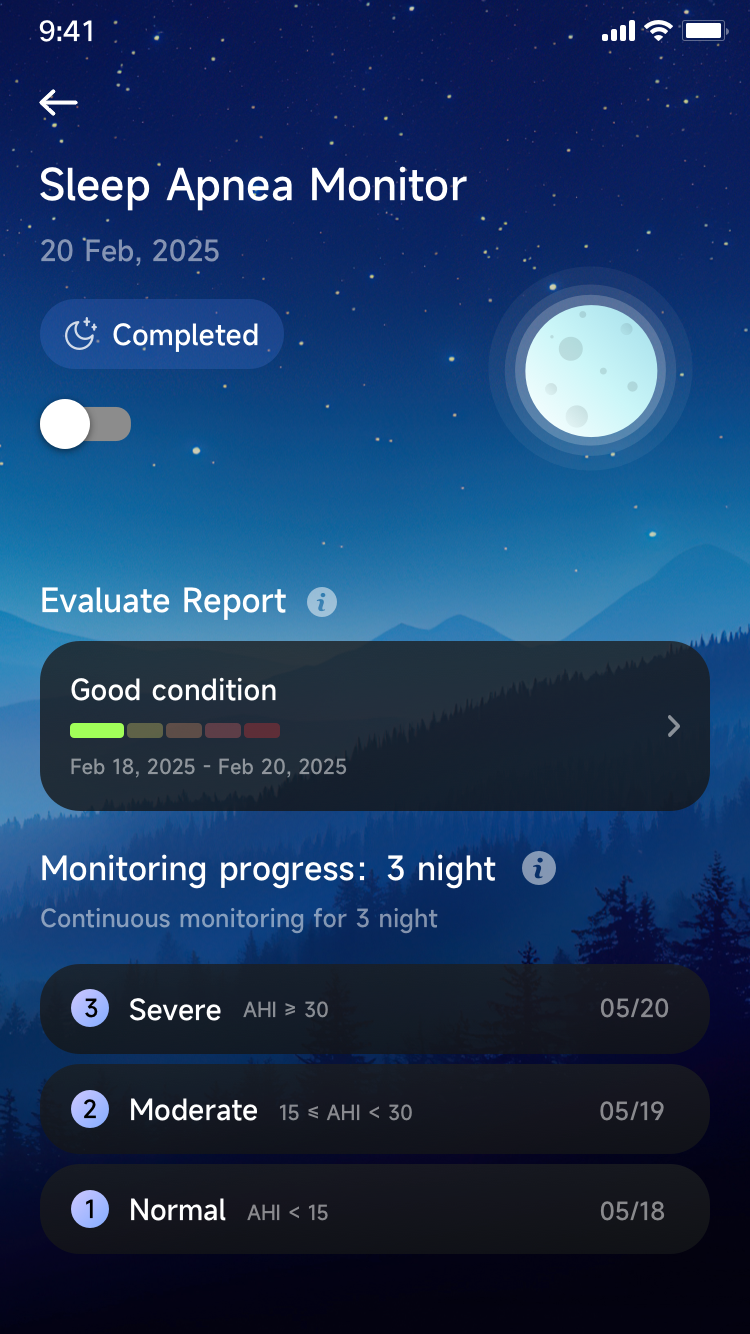 9:41
Sleep Apnea Monitor
20 Feb, 2025
Completed
Evaluate Report i
Good condition
Feb 18, 2025 - Feb 20, 2025
Monitoring progress: 3 night i
Continuous monitoring for 3 night
3 Severe AHI ≥ 30 05/20
2 Moderate 15 ≤ AHI < 30 05/19
1 Normal AHI < 15 05/18